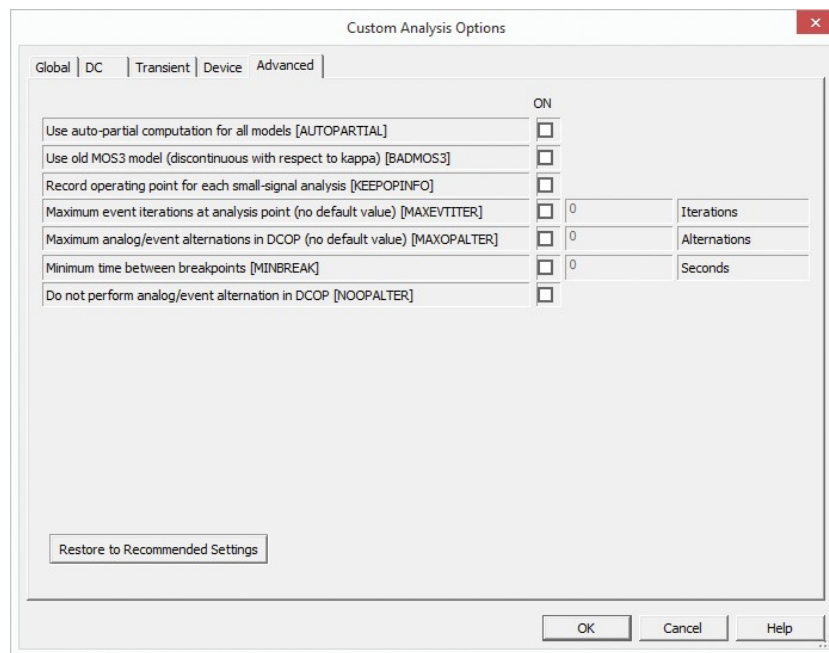 Custom Analysis Options
Global DC Transient Device Advanced
ON
Use auto-partial computation for all models [AUTOPARTIAL]
Use old MOS3 model (discontinuous with respect to kappa) [BADMOS3]
Record operating point for each small-signal analysis [KEEPOPINFO]
Maximum event iterations at analysis point (no default value) [MAXEVTITER] 0 Iterations
Maximum analog/event alternations in DCOP (no default value) [MAXOPALTER] 0 Alternations
Minimum time between breakpoints [MINBREAK] 0 Seconds
Do not perform analog/event alternation in DCOP [NOOPALTER]
Restore to Recommended Settings
OK Cancel Help